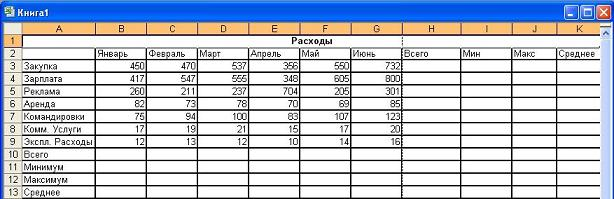 Книга1
A B C D E F G H I J K
1 Расходы
2 Январь Февраль Март Апрель Май Июнь Всего Мин Макс Среднее
3 Закупка 450 470 537 356 550 732
4 Зарплата 417 547 555 348 605 800
5 Реклама 260 211 237 704 205 301
6 Аренда 82 73 78 70 69 85
7 Командировки 75 94 100 83 107 123
8 Комм. Услуги 17 19 21 15 17 20
9 Экспл. Расходы 12 13 12 10 14 16
10 Всего
11 Минимум
12 Максимум
13 Среднее